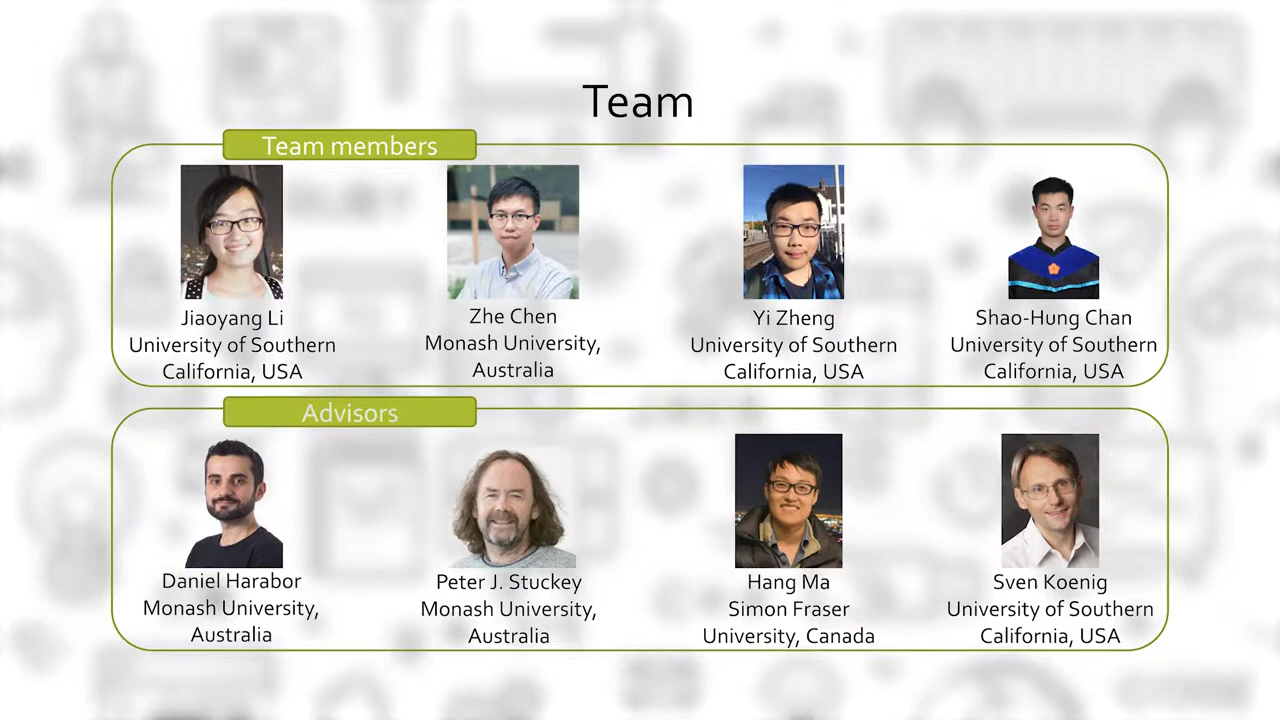 Team
Team members
Jiaoyang Li
University of Southern
California, USA
Zhe Chen
Monash University,
Australia
Yi Zheng
University of Southern
California, USA
Shao-Hung Chan
University of Southern
California, USA
Advisors
Daniel Harabor
Monash University,
Australia
Peter J. Stuckey
Monash University,
Australia
Hang Ma
Simon Fraser
University, Canada
Sven Koenig
University of Southern
California, USA